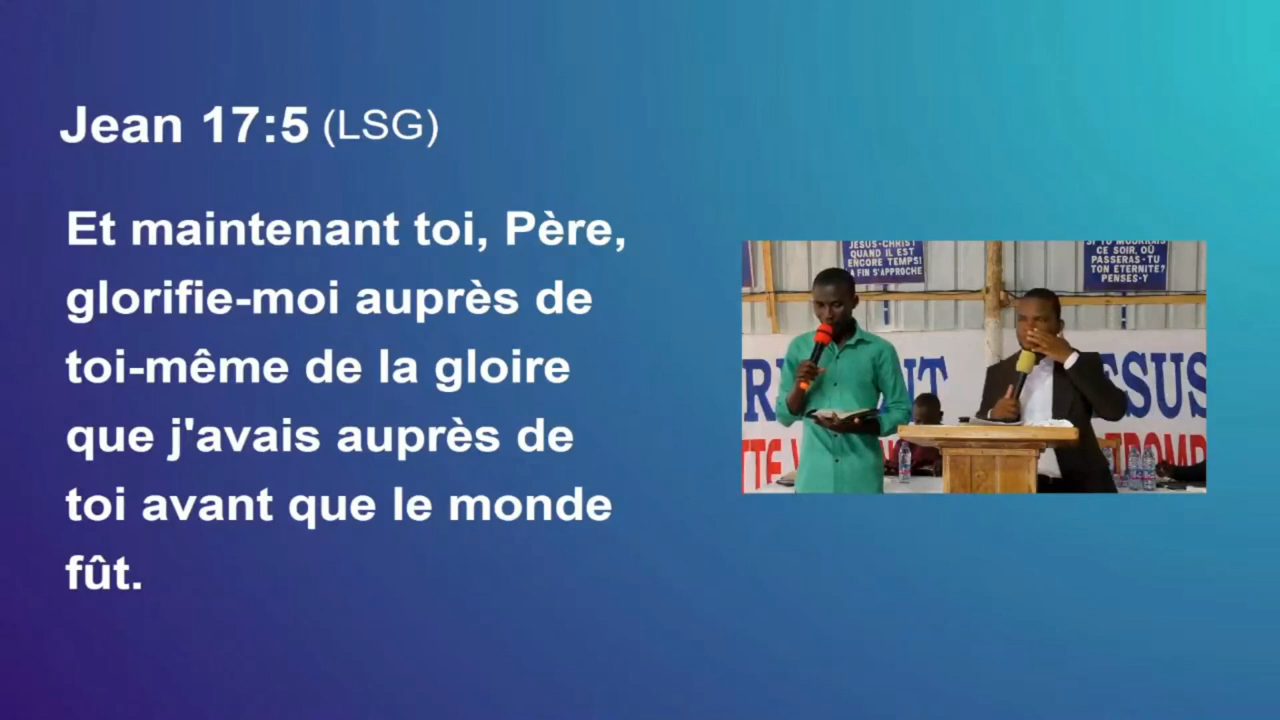 Jean 17:5 (LSG)
Et maintenant toi, Père,
glorifie-moi auprès de
toi-même de la gloire
que j'avais auprès de
toi avant que le monde
fût.
JESUS-CHRIST
QUAND IL EST
ENCORE TEMPS!
A FIN S'APPROCHE
SI TU MOURRAIS
CE SOIR, OÙ
PASSERAS-TU
TON ETERNITE?
PENSES-Y
ESUS